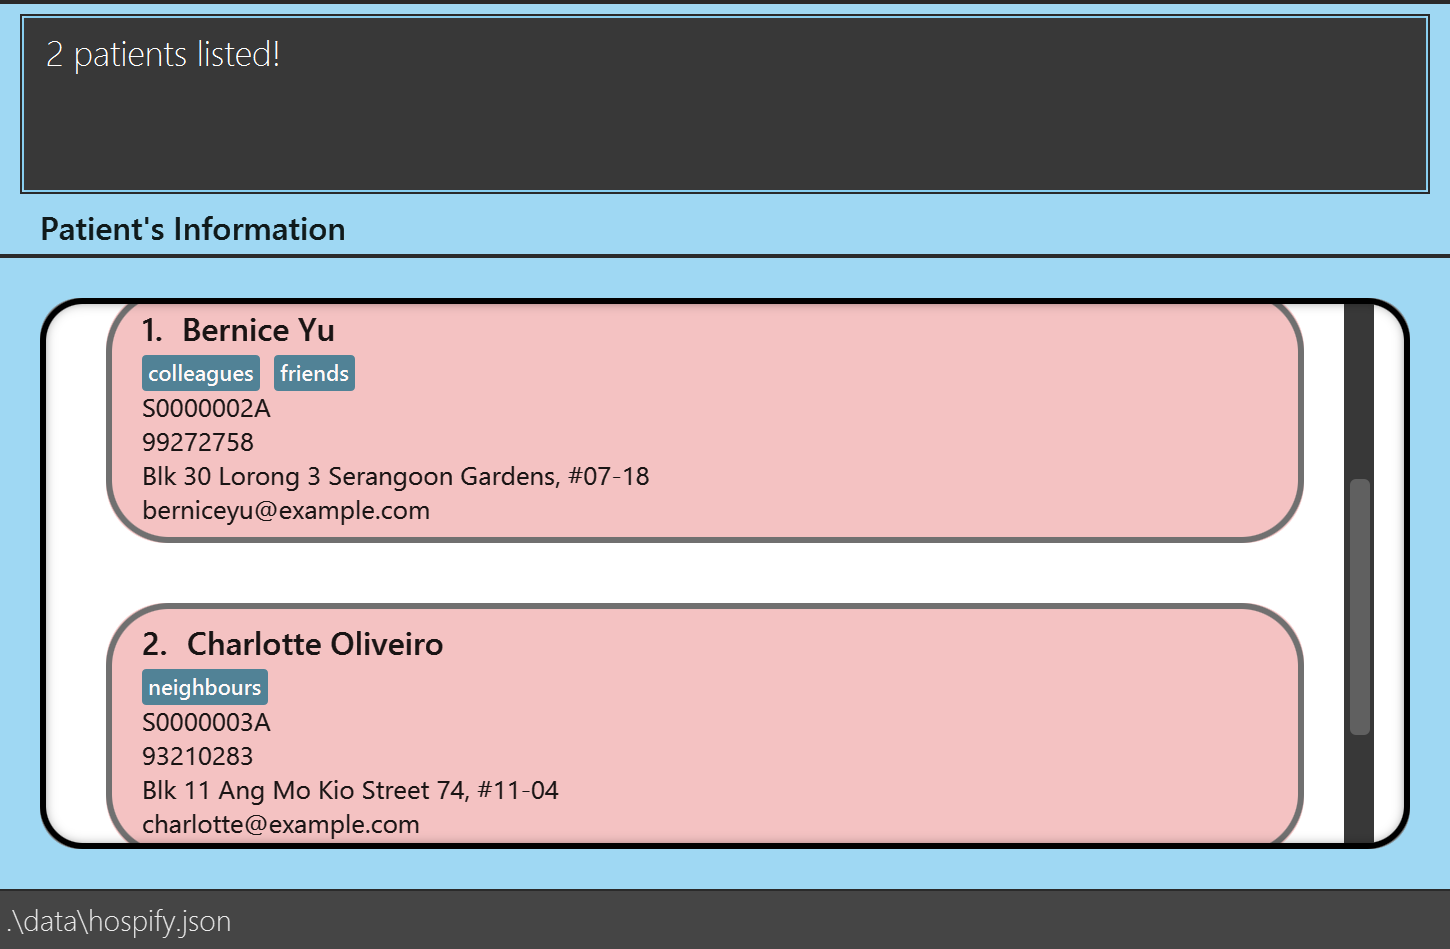 2 patients listed!
Patient's Information
1. Bernice Yu
colleagues friends
S0000002A
99272758
Blk 30 Lorong 3 Serangoon Gardens, #07-18
berniceyu@example.com
2. Charlotte Oliveiro
neighbours
S0000003A
93210283
Blk 11 Ang Mo Kio Street 74, #11-04
charlotte@example.com
.\data\hospify.json